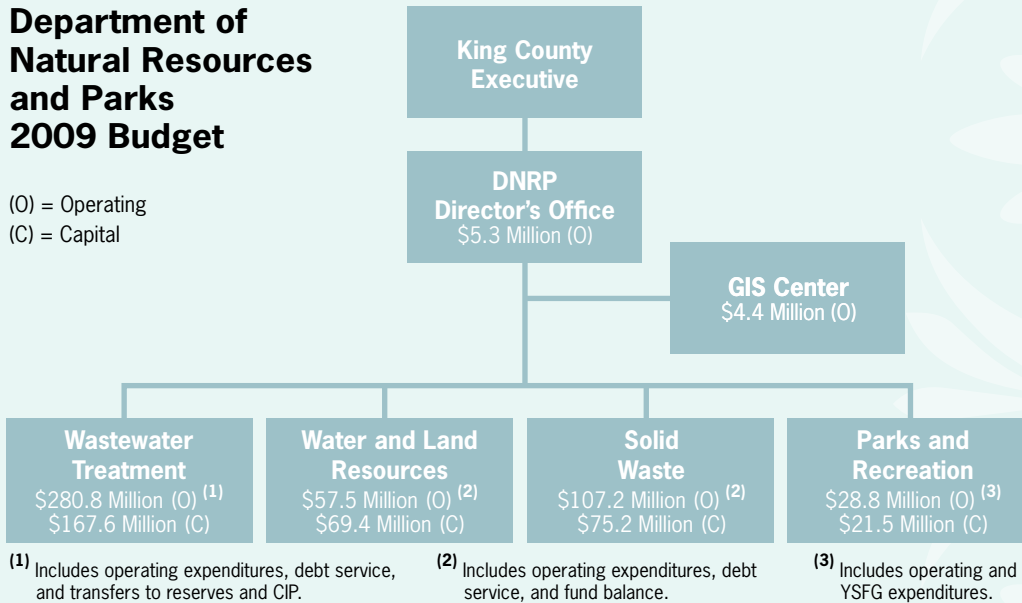 Department of
Natural Resources
and Parks
2009 Budget
(O) = Operating
(C) = Capital
King County
Executive
DNRP
Director's Office
$5.3 Million (O)
GIS Center
$4.4 Million (O)
Wastewater
Treatment
$280.8 Million (O) (1)
$167.6 Million (C)
Water and Land
Resources
$57.5 Million (O) (2)
$69.4 Million (C)
Solid
Waste
$107.2 Million (O) (2)
$75.2 Million (C)
Parks and
Recreation
$28.8 Million (O) (3)
$21.5 Million (C)
(1) Includes operating expenditures, debt service,
and transfers to reserves and CIP.
(2) Includes operating expenditures, debt
service, and fund balance.
(3) Includes operating and
YSFG expenditures.